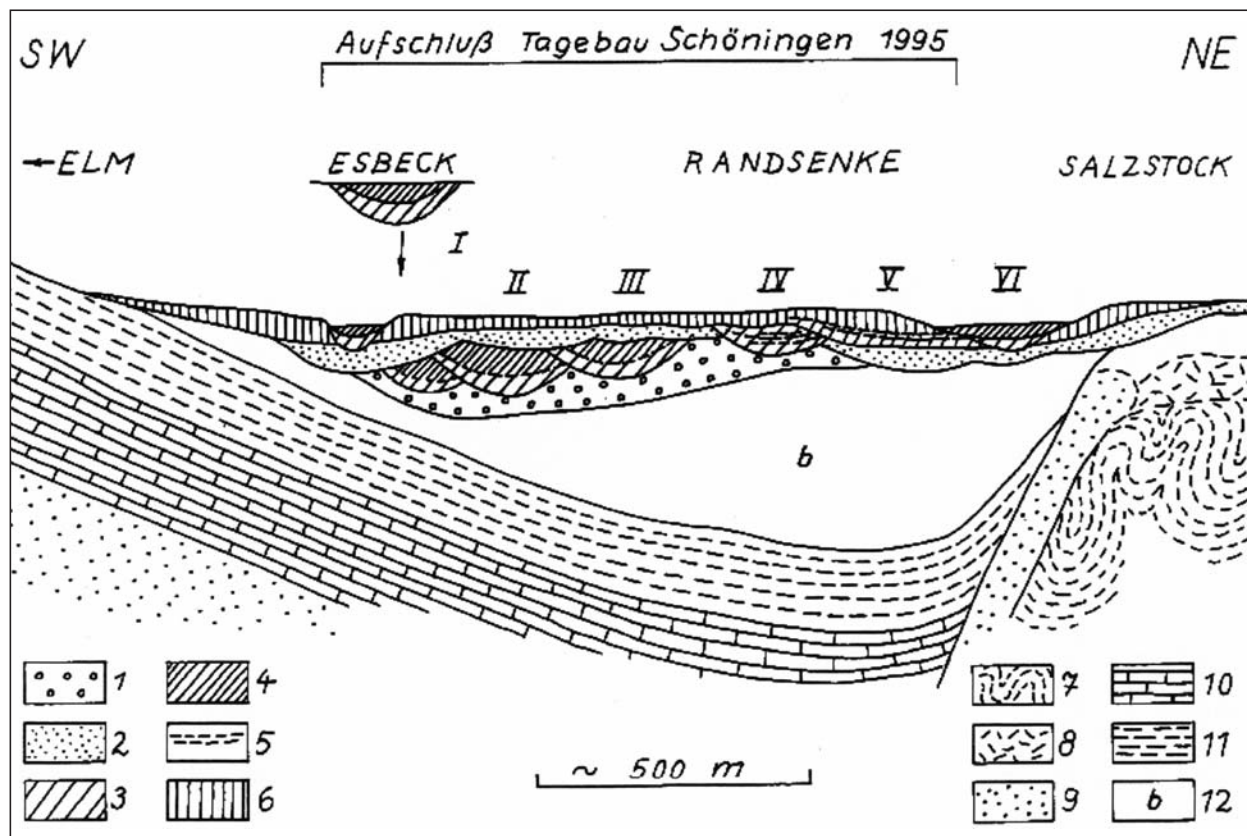 SW
Aufschluß Tagebau Schöningen 1995
NE
←ELM
ESBECK
RANDSENKE
SALZSTOCK
I
II
III
IV
V
VI
b
1
2
3
4
5
6
~ 500 m
7
8
9
10
11
b 12